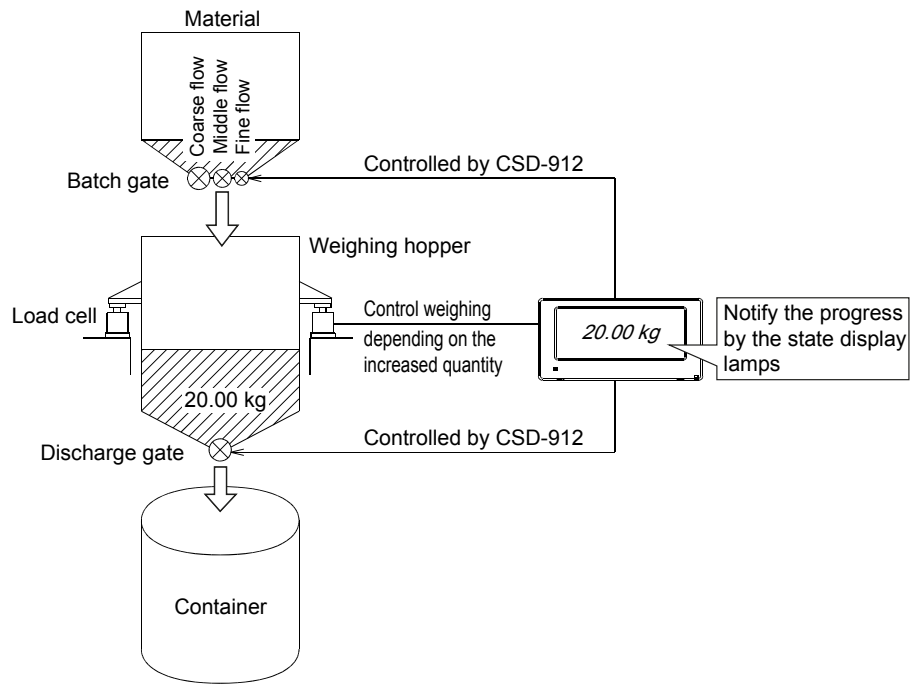 Material
Coarse flow
Middle flow
Fine flow
Controlled by CSD-912
Batch gate
Weighing hopper
Load cell
Control weighing
depending on the
increased quantity
20.00 kg
Notify the progress
by the state display
lamps
20.00 kg
Controlled by CSD-912
Discharge gate
Container